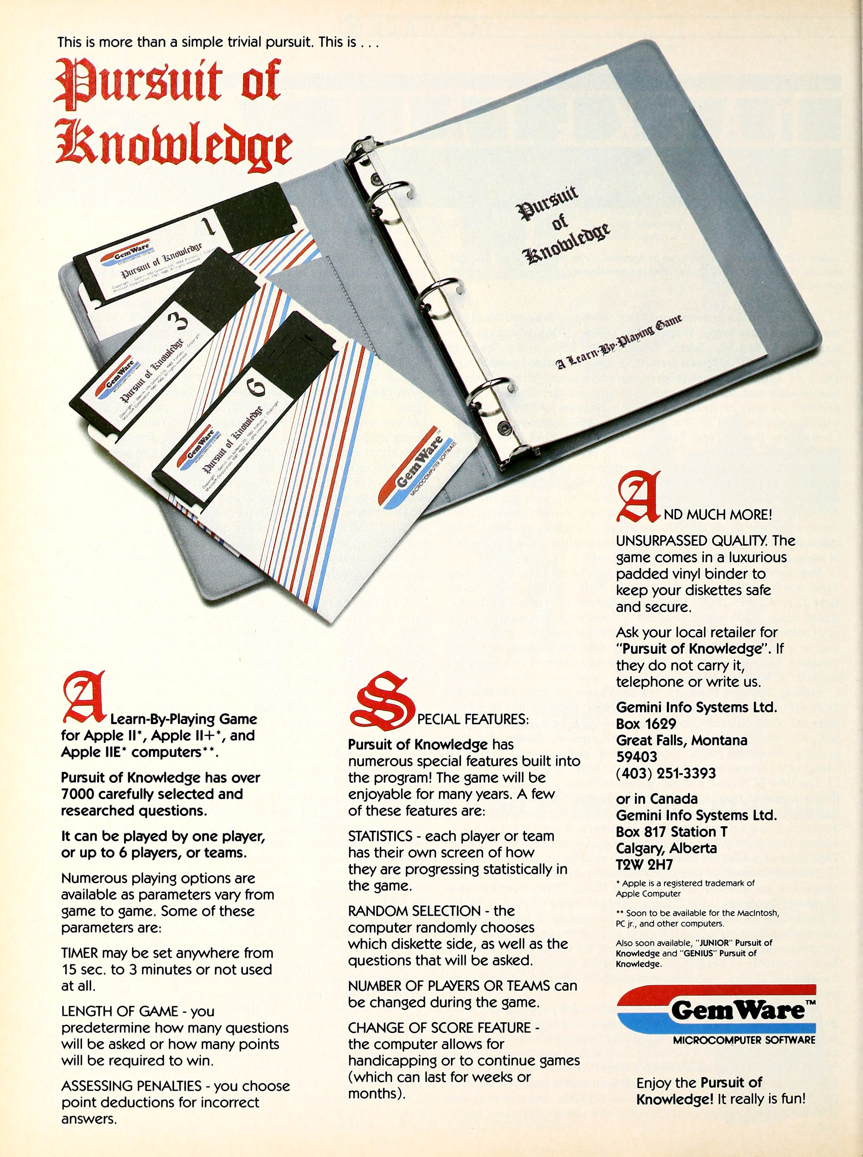 This is more than a simple trivial pursuit. This is . . .
Pursuit of
Knowledge
1
GemWare
Pursuit of Knowledge
3
GemWare
Pursuit of Knowledge
6
GemWare
Pursuit of Knowledge
GemWare™
MICROCOMPUTER SOFTWARE
Pursuit
of
Knowledge
A Learn-By-Playing Game
A Learn-By-Playing Game
for Apple II*, Apple II+*, and
Apple IIE* computers**.
Pursuit of Knowledge has over
7000 carefully selected and
researched questions.
It can be played by one player,
or up to 6 players, or teams.
Numerous playing options are
available as parameters vary from
game to game. Some of these
parameters are:
TIMER may be set anywhere from
15 sec. to 3 minutes or not used
at all.
LENGTH OF GAME - you
predetermine how many questions
will be asked or how many points
will be required to win.
ASSESSING PENALTIES - you choose
point deductions for incorrect
answers.
SPECIAL FEATURES:
Pursuit of Knowledge has
numerous special features built into
the program! The game will be
enjoyable for many years. A few
of these features are:
STATISTICS - each player or team
has their own screen of how
they are progressing statistically in
the game.
RANDOM SELECTION - the
computer randomly chooses
which diskette side, as well as the
questions that will be asked.
NUMBER OF PLAYERS OR TEAMS can
be changed during the game.
CHANGE OF SCORE FEATURE -
the computer allows for
handicapping or to continue games
(which can last for weeks or
months).
AND MUCH MORE!
UNSURPASSED QUALITY. The
game comes in a luxurious
padded vinyl binder to
keep your diskettes safe
and secure.
Ask your local retailer for
"Pursuit of Knowledge". If
they do not carry it,
telephone or write us.
Gemini Info Systems Ltd.
Box 1629
Great Falls, Montana
59403
(403) 251-3393
or in Canada
Gemini Info Systems Ltd.
Box 817 Station T
Calgary, Alberta
T2W 2H7
* Apple is a registered trademark of
Apple Computer
** Soon to be available for the MacIntosh,
PC jr., and other computers.
Also soon available, "JUNIOR" Pursuit of
Knowledge and "GENIUS" Pursuit of
Knowledge.
GemWare™
MICROCOMPUTER SOFTWARE
Enjoy the Pursuit of
Knowledge! It really is fun!